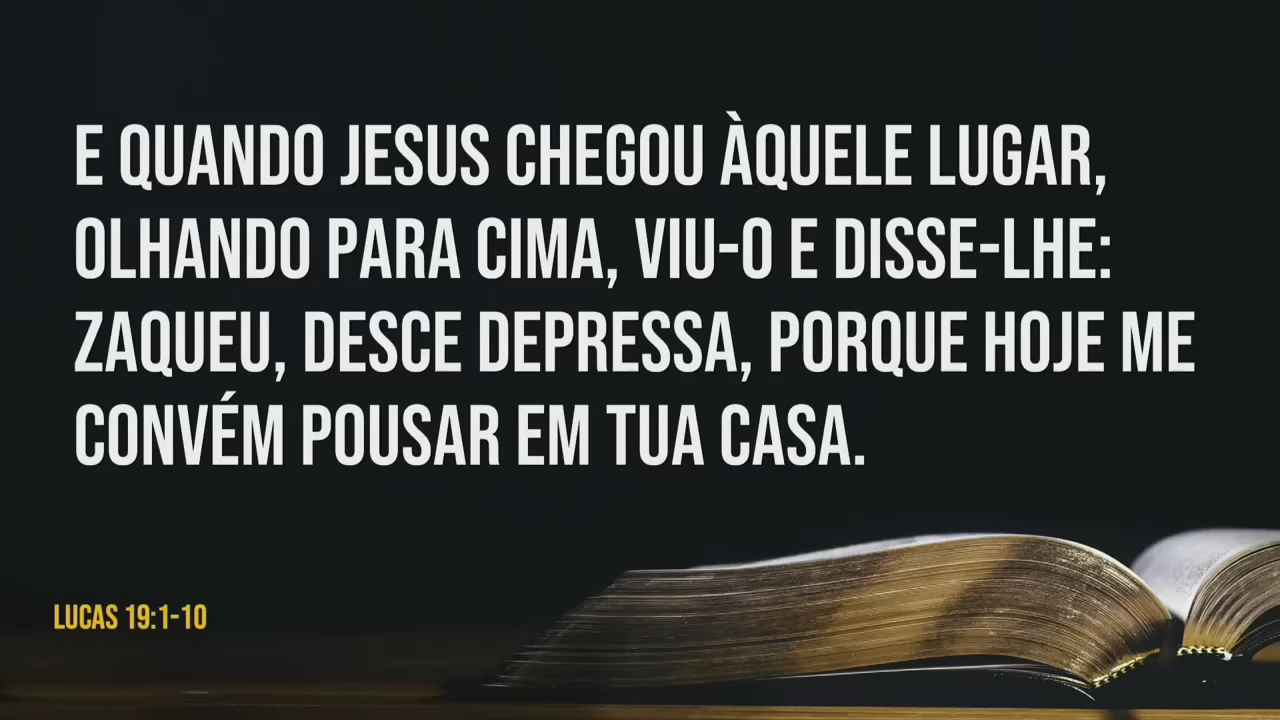 E QUANDO JESUS CHEGOU ÀQUELE LUGAR,
OLHANDO PARA CIMA, VIU-O E DISSE-LHE:
ZAQUEU, DESCE DEPRESSA, PORQUE HOJE ME
CONVÉM POUSAR EM TUA CASA.
LUCAS 19:1-10